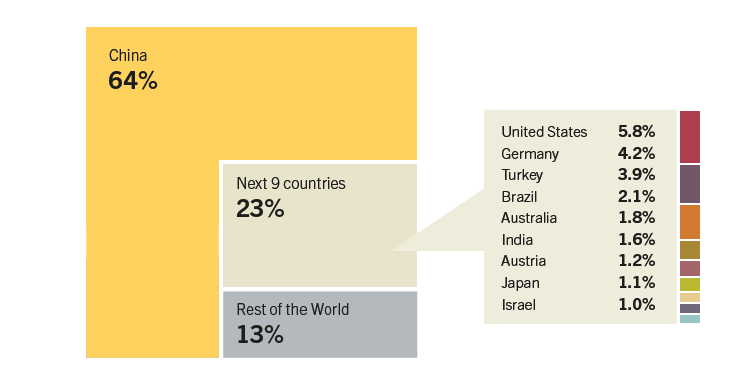 China
64%
Next 9 countries
23%
Rest of the World
13%
United States 5.8%
Germany 4.2%
Turkey 3.9%
Brazil 2.1%
Australia 1.8%
India 1.6%
Austria 1.2%
Japan 1.1%
Israel 1.0%